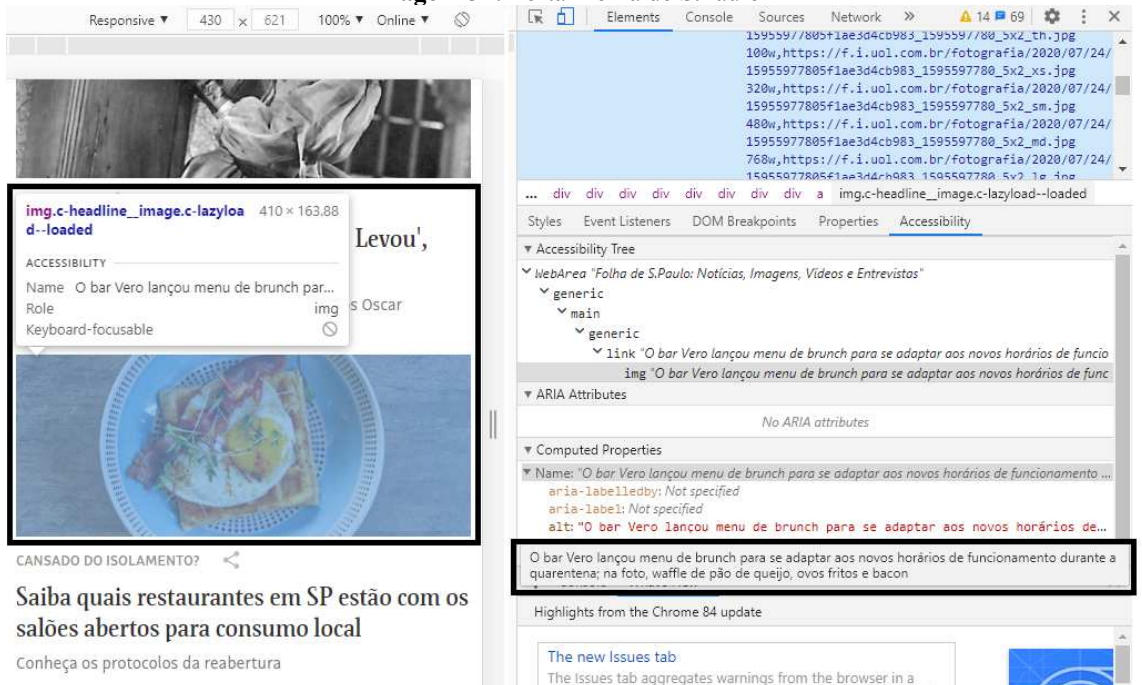 Responsive ▼ 430 x 621 100% ▼ Online ▼
Elements Console Sources Network » 14 69
15955977805f1ae3d4cb983_1595597780_5x2_th.jpg
100w,https://f.i.uol.com.br/fotografia/2020/07/24/
15955977805f1ae3d4cb983_1595597780_5x2_xs.jpg
320w,https://f.i.uol.com.br/fotografia/2020/07/24/
15955977805f1ae3d4cb983_1595597780_5x2_sm.jpg
480w,https://f.i.uol.com.br/fotografia/2020/07/24/
15955977805f1ae3d4cb983_1595597780_5x2_md.jpg
768w,https://f.i.uol.com.br/fotografia/2020/07/24/
15955977805f1ae3d4cb983_1595597780_5x2_lg.jpg
... div div div div div div div a img.c-headline__image.c-lazyload--loaded
Styles Event Listeners DOM Breakpoints Properties Accessibility
▼ Accessibility Tree
WebArea "Folha de S.Paulo: Notícias, Imagens, Vídeos e Entrevistas"
generic
main
generic
link "O bar Vero lançou menu de brunch para se adaptar aos novos horários de funcio
img "O bar Vero lançou menu de brunch para se adaptar aos novos horários de func
▼ ARIA Attributes
No ARIA attributes
▼ Computed Properties
▼ Name: "O bar Vero lançou menu de brunch para se adaptar aos novos horários de funcionamento ...
aria-labelledby: Not specified
aria-label: Not specified
alt: "O bar Vero lançou menu de brunch para se adaptar aos novos horários de...
O bar Vero lançou menu de brunch para se adaptar aos novos horários de funcionamento durante a
quarentena; na foto, waffle de pão de queijo, ovos fritos e bacon
Highlights from the Chrome 84 update
The new Issues tab
The Issues tab aggregates warnings from the browser in a
img.c-headline__image.c-lazyloa 410 × 163.88
d--loaded
ACCESSIBILITY
Name O bar Vero lançou menu de brunch par...
Role img
Keyboard-focusable
Levou',
s Oscar
CANSADO DO ISOLAMENTO?
Saiba quais restaurantes em SP estão com os
salões abertos para consumo local
Conheça os protocolos da reabertura